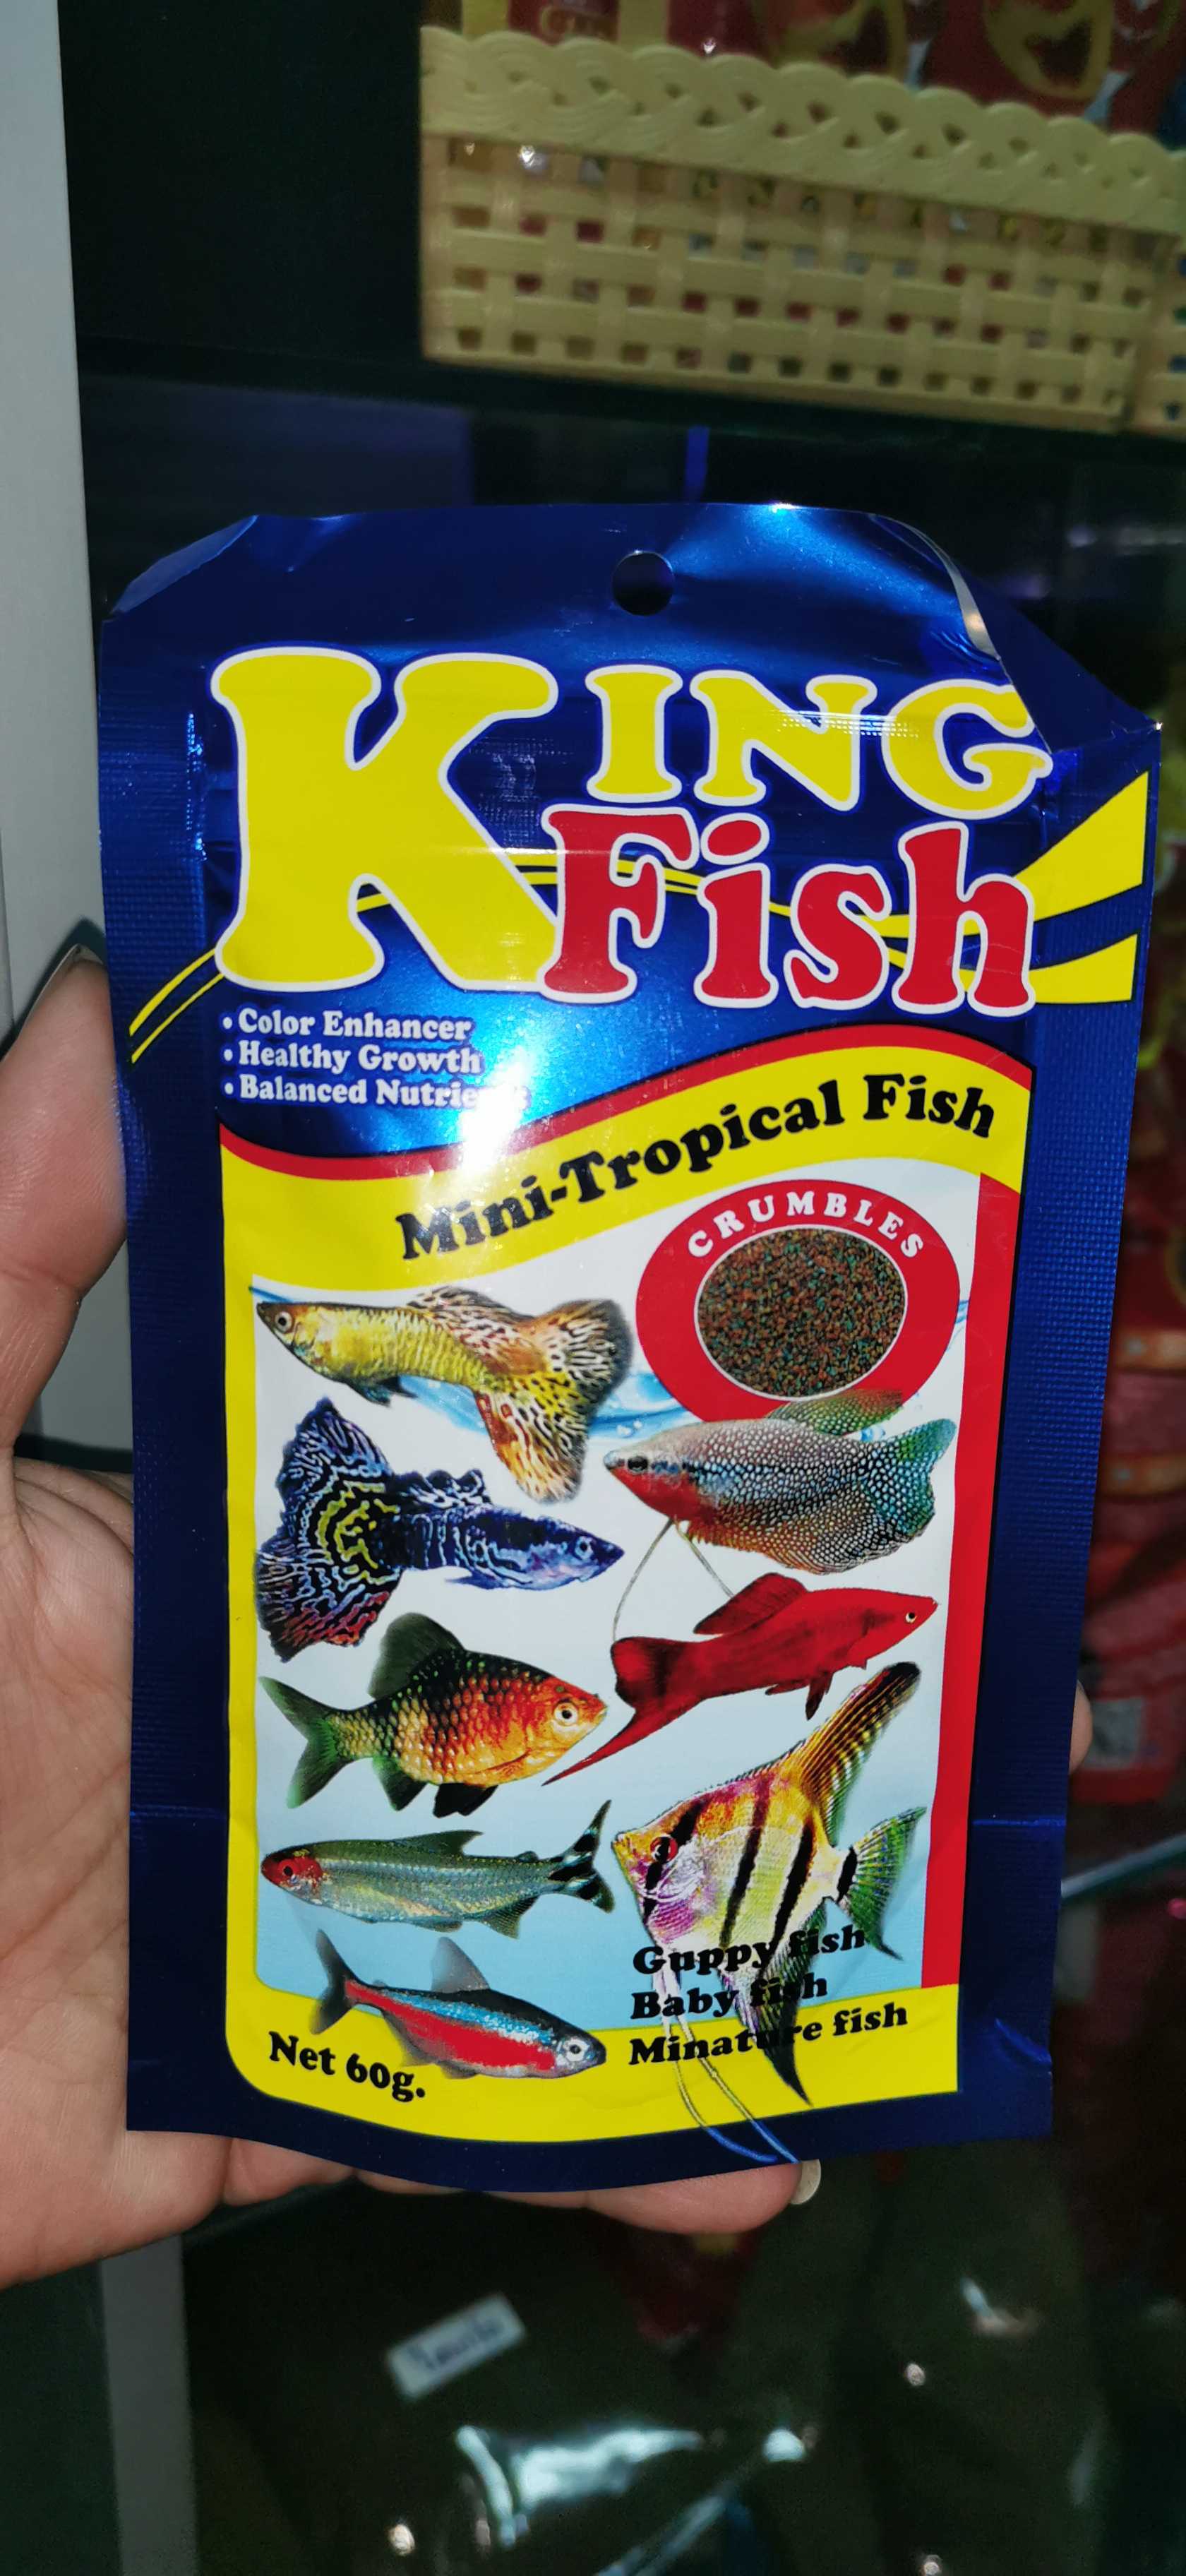 KING
Fish
• Color Enhancer
• Healthy Growth
• Balanced
Mini-Tropical Fish
CRUMBLES
Guppy fish
Baby fish
Minature fish
Net 60g.